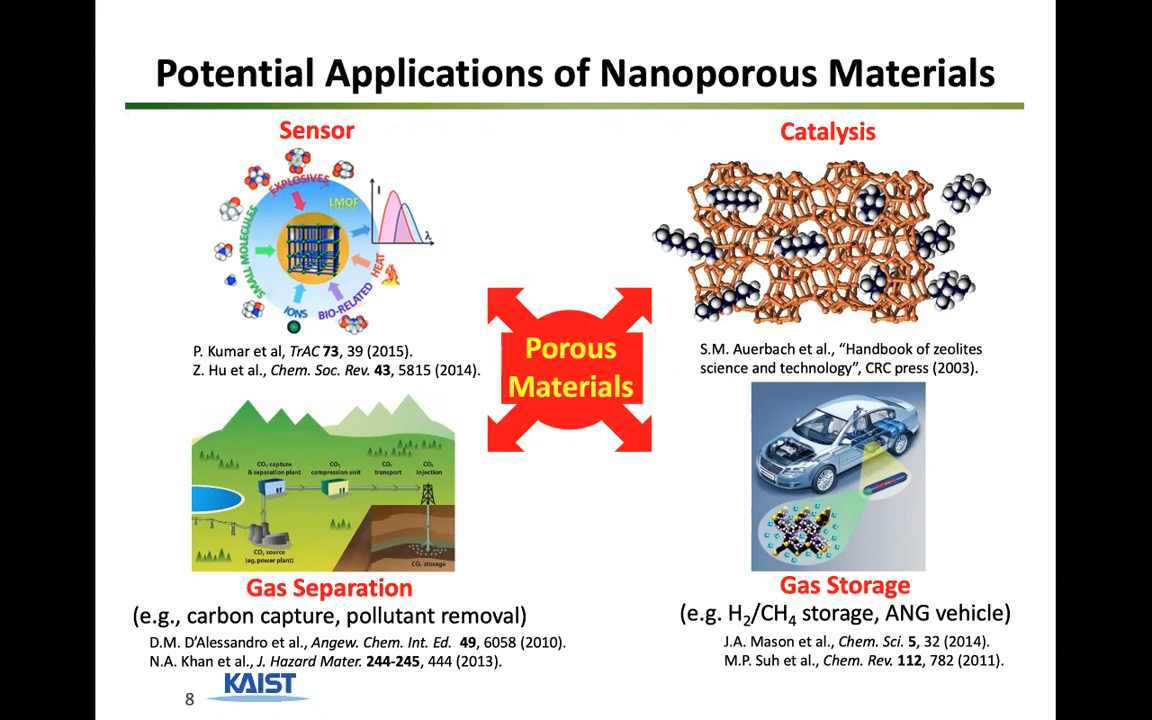 Potential Applications of Nanoporous Materials
Sensor
EXPLOSIVES
LMOF
I
λ
SMALL MOLECULES
HEAT
IONS
BIO-RELATED
P. Kumar et al, TrAC 73, 39 (2015).
Z. Hu et al., Chem. Soc. Rev. 43, 5815 (2014).
Catalysis
S.M. Auerbach et al., “Handbook of zeolites
science and technology”, CRC press (2003).
Porous
Materials
CO₂ capture
& separation plant
CO₂
compression unit
CO₂
transport
CO₂
injection
CO₂ source
(eg. power plant)
CO₂ storage
Gas Separation
(e.g., carbon capture, pollutant removal)
D.M. D’Alessandro et al., Angew. Chem. Int. Ed. 49, 6058 (2010).
N.A. Khan et al., J. Hazard Mater. 244-245, 444 (2013).
Gas Storage
(e.g. H₂/CH₄ storage, ANG vehicle)
J.A. Mason et al., Chem. Sci. 5, 32 (2014).
M.P. Suh et al., Chem. Rev. 112, 782 (2011).
8
KAIST